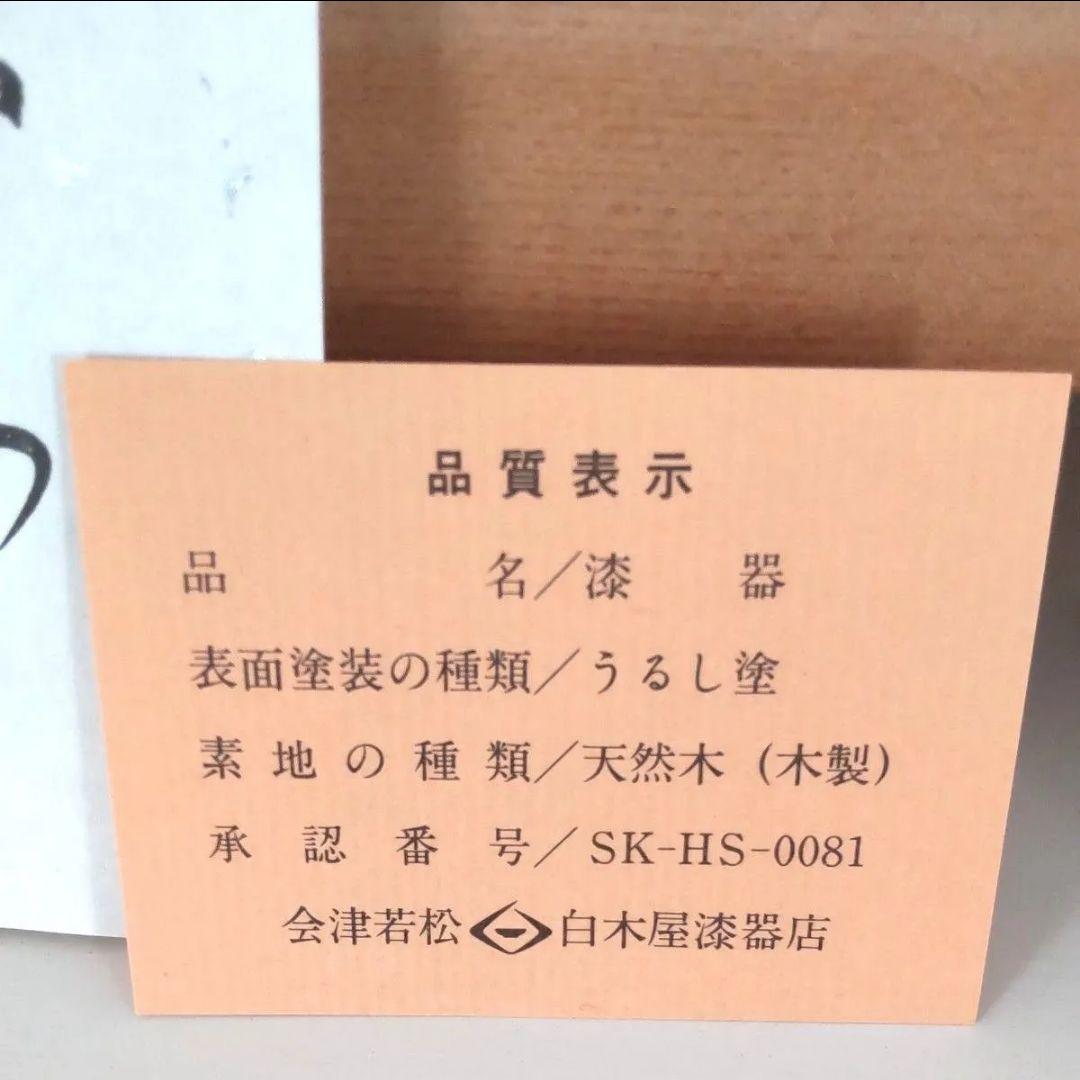 品質表示
品名／漆器
表面塗装の種類／うるし塗
素地の種類／天然木（木製）
承認番号／SK-HS-0081
会津若松 白木屋漆器店